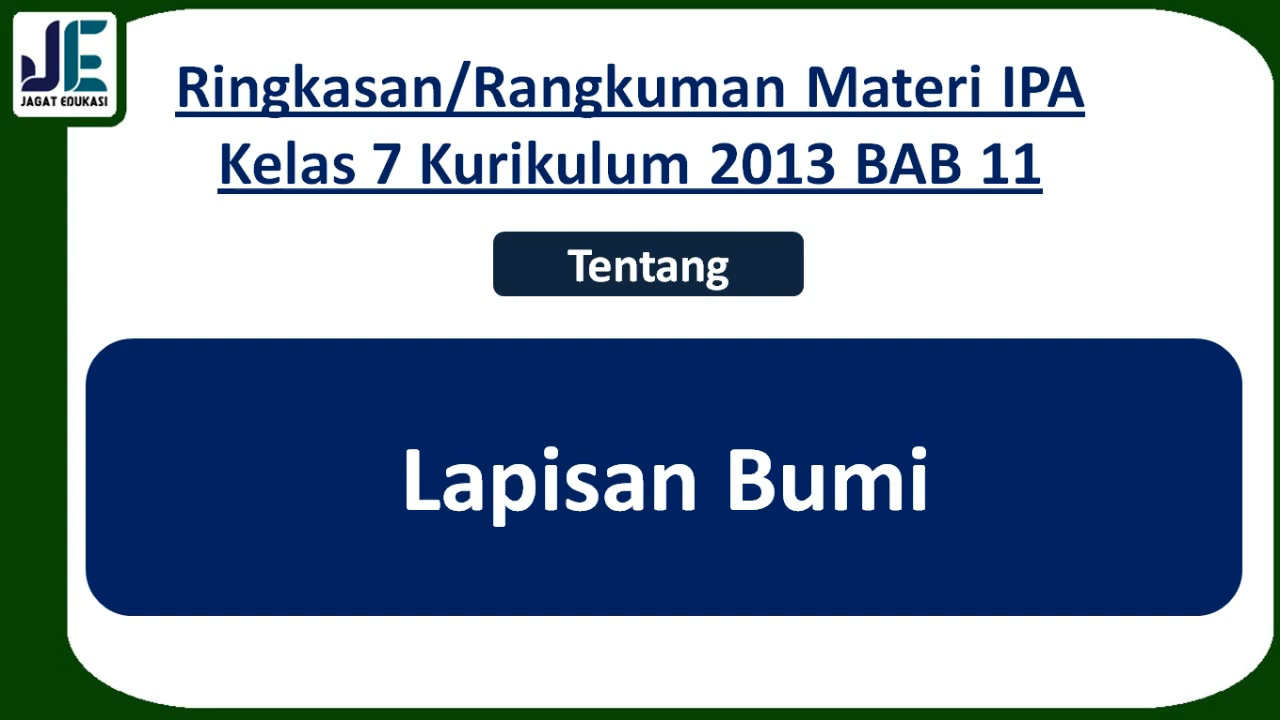 JE
JAGAT EDUKASI
Ringkasan/Rangkuman Materi IPA
Kelas 7 Kurikulum 2013 BAB 11
Tentang
Lapisan Bumi